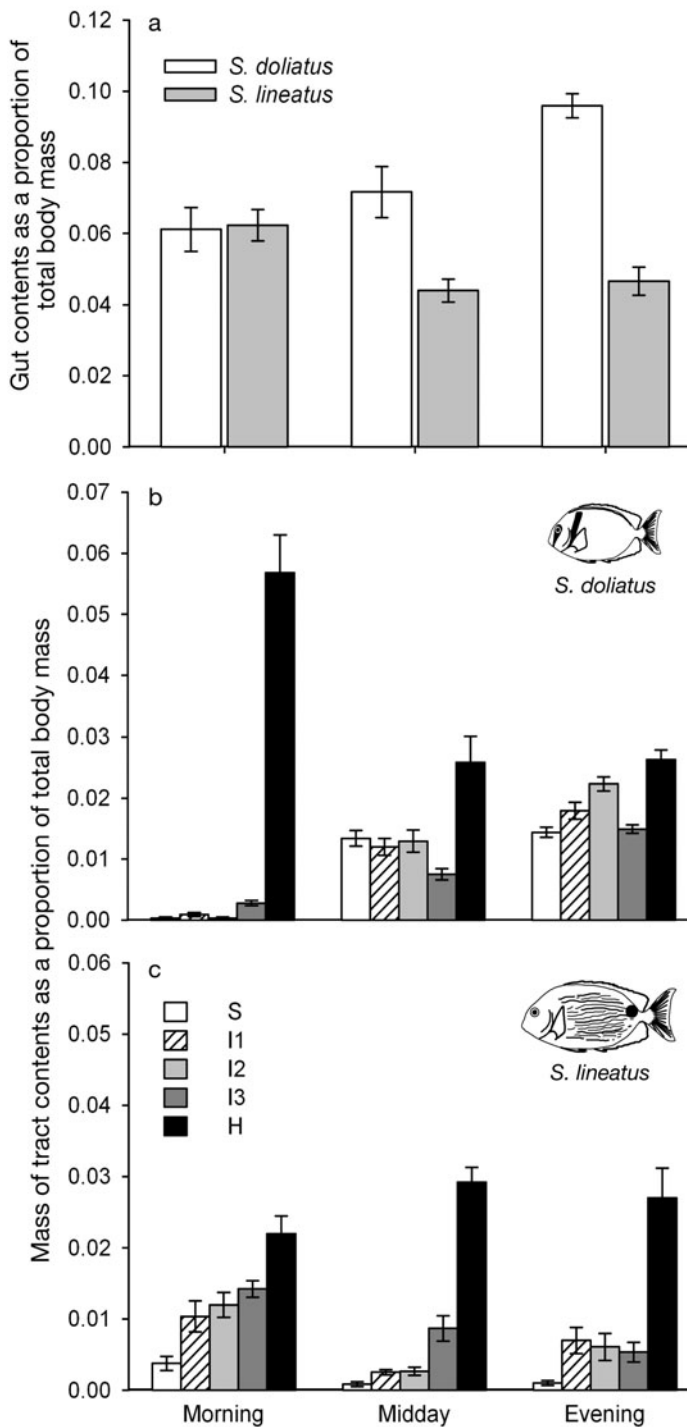 a
0.12
0.10
0.08
0.06
0.04
0.02
0.00
Gut contents as a proportion of
total body mass
S. doliatus
S. lineatus
Mass of tract contents as a proportion of total body mass
b
0.07
0.06
0.05
0.04
0.03
0.02
0.01
0.00
S. doliatus
c
0.06
0.05
0.04
0.03
0.02
0.01
0.00
S
I1
I2
I3
H
S. lineatus
Morning
Midday
Evening